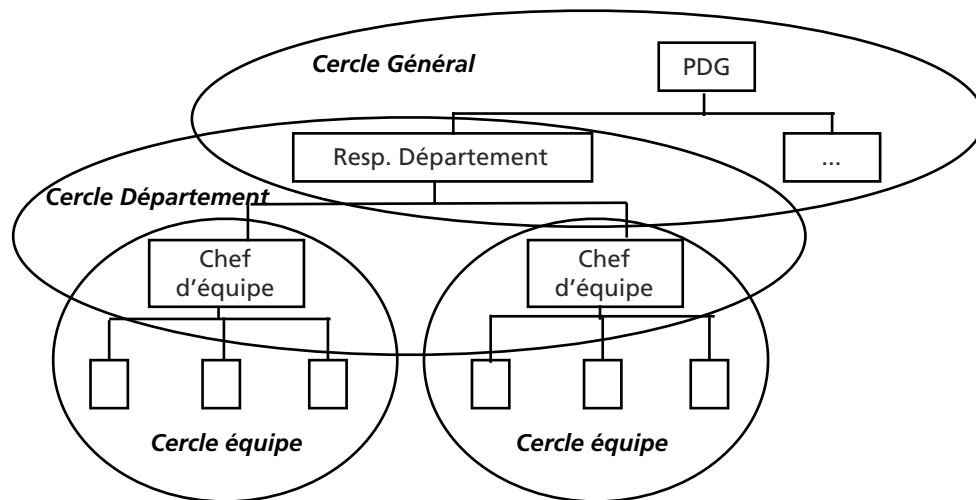 Cercle Général
PDG
Resp. Département
...
Cercle Département
Chef
d'équipe
Chef
d'équipe
Cercle équipe
Cercle équipe